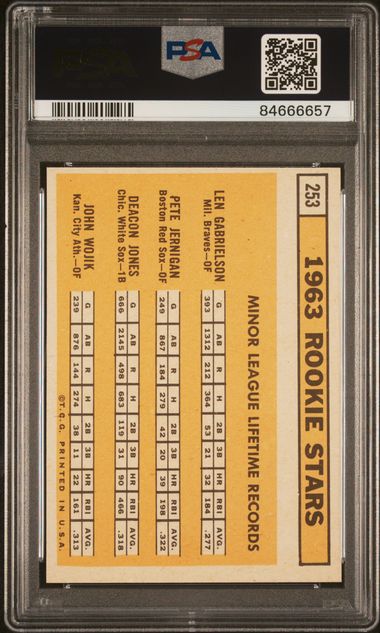 PSA
84666657
253
1963 ROOKIE STARS
MINOR LEAGUE LIFETIME RECORDS
LEN GABRIELSON
Mil. Braves—OF
G AB R H 2B 3B HR RBI AVG.
393 1312 212 364 53 21 32 184 .277
PETE JERNIGAN
Boston Red Sox—OF
G AB R H 2B 3B HR RBI AVG.
249 867 184 279 42 20 39 198 .322
DEACON JONES
Chic. White Sox—1B
G AB R H 2B 3B HR RBI AVG.
666 2145 498 683 119 31 90 466 .318
JOHN WOJIK
Kan. City Ath.—OF
G AB R H 2B 3B HR RBI AVG.
239 876 144 274 38 11 22 161 .313
©T.C.G. PRINTED IN U.S.A.